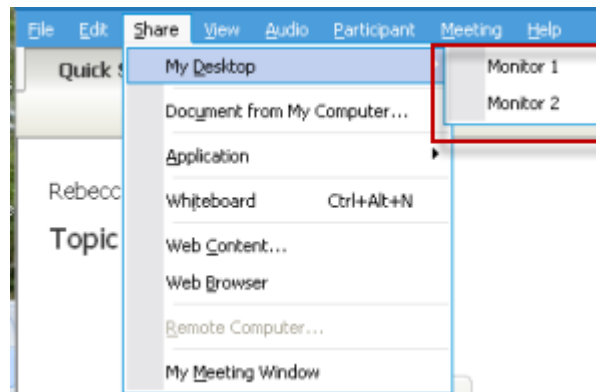 File Edit Share View Audio Participant Meeting Help
Quick
My Desktop
Monitor 1
Monitor 2
Document from My Computer...
Application
Rebecc
Whiteboard Ctrl+Alt+N
Topic
Web Content...
Web Browser
Remote Computer...
My Meeting Window